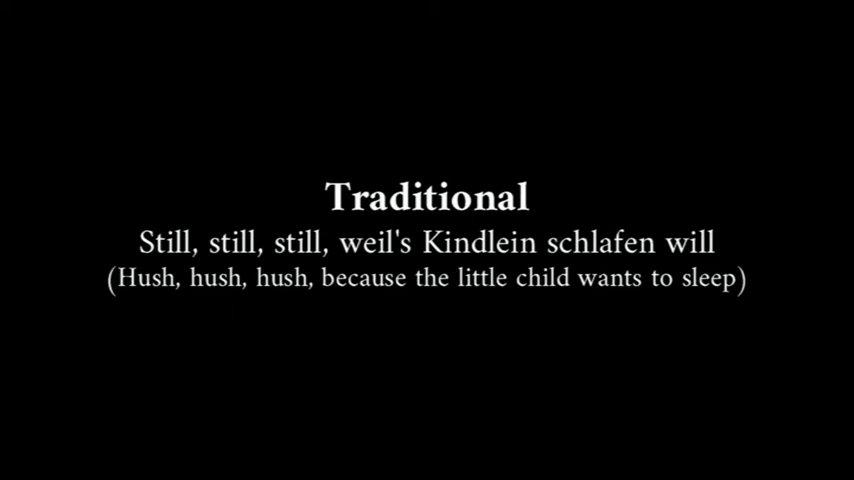 Traditional
Still, still, still, weil's Kindlein schlafen will
(Hush, hush, hush, because the little child wants to sleep)